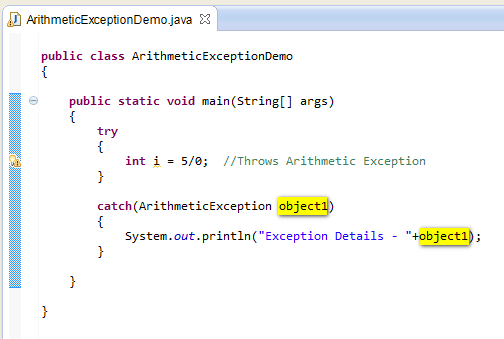 ArithmeticExceptionDemo.java
public class ArithmeticExceptionDemo
{
public static void main(String[] args)
{
try
{
int i = 5/0;  //Throws Arithmetic Exception
}
catch(ArithmeticException object1)
{
System.out.println("Exception Details - "+object1);
}
}
}